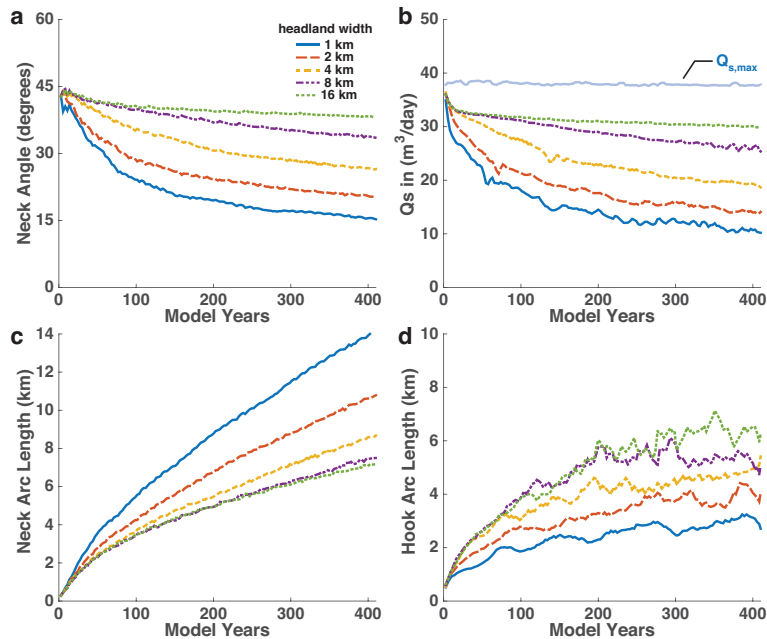 a
headland width
1 km
2 km
4 km
8 km
16 km
Neck Angle (degrees)
60
45
30
15
0
0 100 200 300 400
Model Years
b
Qs,max
Qs in (m³/day)
50
40
30
20
10
0
0 100 200 300 400
Model Years
c
Neck Arc Length (km)
14
12
10
8
6
4
2
0
0 100 200 300 400
Model Years
d
Hook Arc Length (km)
10
8
6
4
2
0
0 100 200 300 400
Model Years